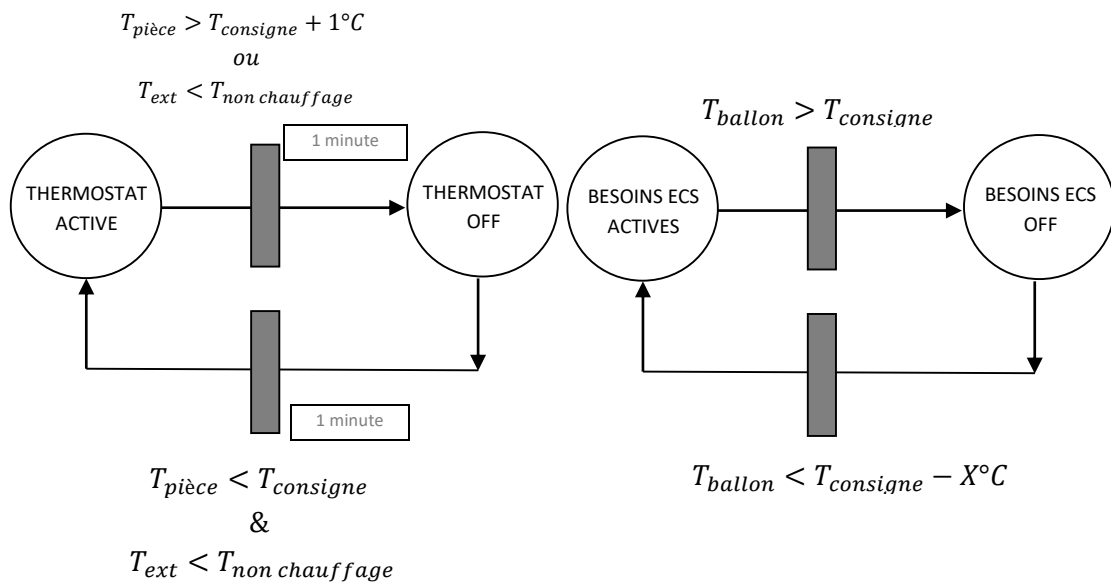 T_pièce > T_consigne + 1°C
ou
T_ext < T_non chauffage
1 minute
THERMOSTAT
ACTIVE
THERMOSTAT
OFF
1 minute
T_pièce < T_consigne
&
T_ext < T_non chauffage
T_ballon > T_consigne
BESOINS ECS
ACTIVES
BESOINS ECS
OFF
T_ballon < T_consigne − X°C